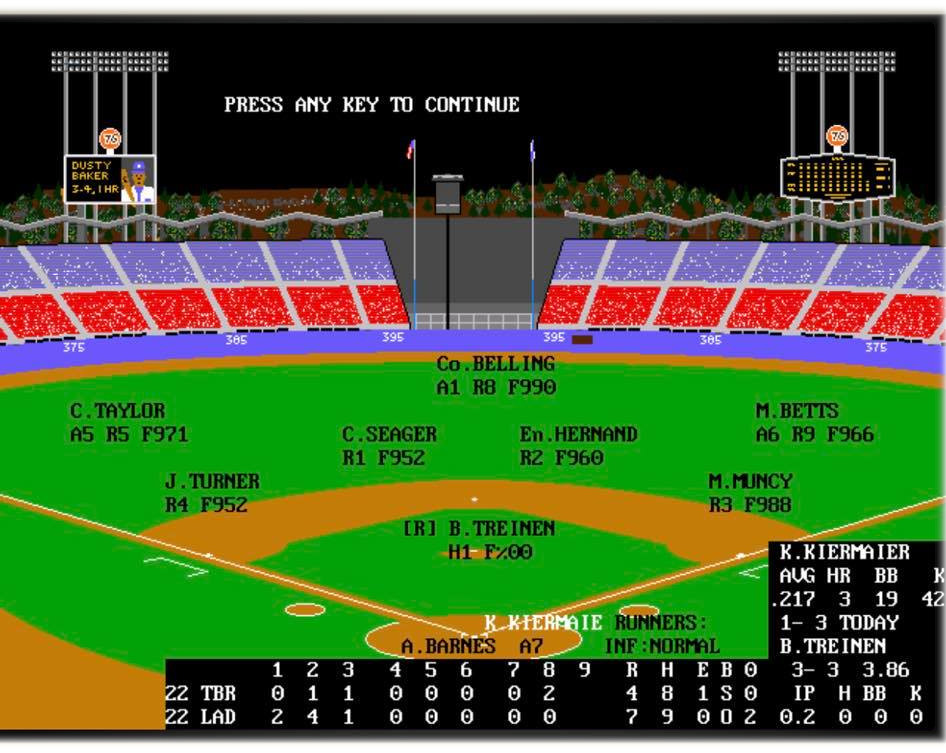 PRESS ANY KEY TO CONTINUE
76
76
DUSTY
BAKER
3-4, 1 HR
375 385 395 395 385 375
Co.BELLING
A1 R8 F990
C.TAYLOR
A5 R5 F971
M.BETTS
A6 R9 F966
C.SEAGER
R1 F952
En.HERNAND
R2 F960
J.TURNER
R4 F952
M.MUNCY
R3 F988
[R] B.TREINEN
H1 F%00
K.KIERMAIE RUNNERS:
A.BARNES A7 INF:NORMAL
K.KIERMAIER
AVG HR BB K
.217 3 19 42
1- 3 TODAY
B.TREINEN
3- 3 3.86
IP H BB K
0.2 0 0 0
1 2 3 4 5 6 7 8 9 R H E B 0
22 TBR 0 1 1 0 0 0 0 2 4 8 1 S 0
22 LAD 2 4 1 0 0 0 0 0 7 9 0 O 2